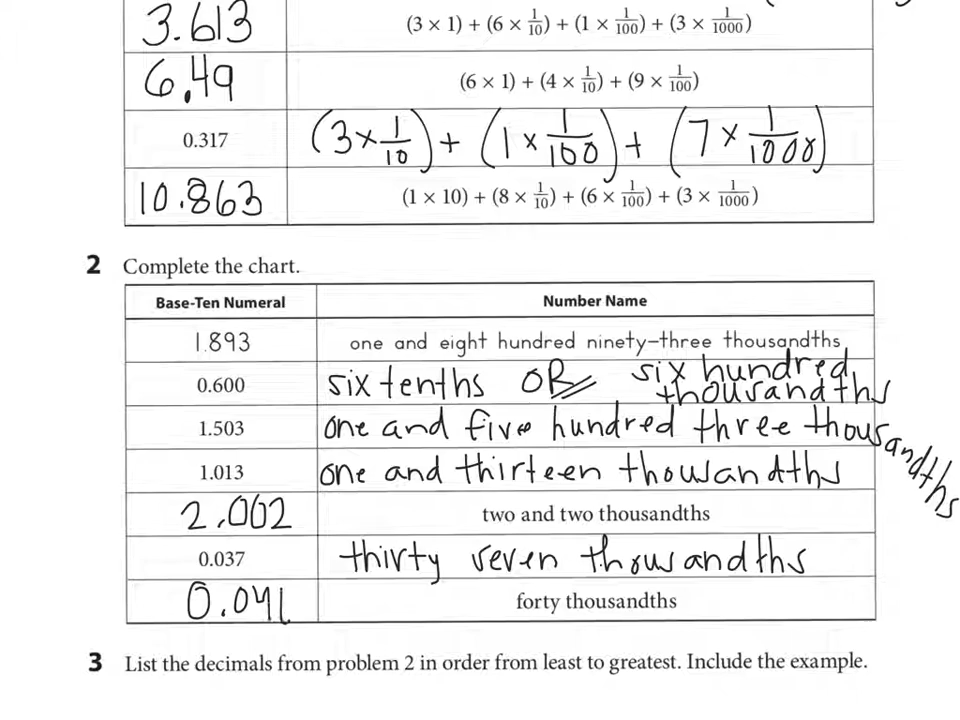 3.613 (3 × 1) + (6 × 1/10) + (1 × 1/100) + (3 × 1/1000)
6.49 (6 × 1) + (4 × 1/10) + (9 × 1/100)
0.317 (3 × 1/10) + (1 × 1/100) + (7 × 1/1000)
10.863 (1 × 10) + (8 × 1/10) + (6 × 1/100) + (3 × 1/1000)
2 Complete the chart.
Base-Ten Numeral Number Name
1.893 one and eight hundred ninety–three thousandths
0.600 six tenths OR six hundred
thousandths
1.503 one and five hundred three thousandths
1.013 one and thirteen thousandths
2.002 two and two thousandths
0.037 thirty seven thousandths
0.041 forty thousandths
3 List the decimals from problem 2 in order from least to greatest. Include the example.